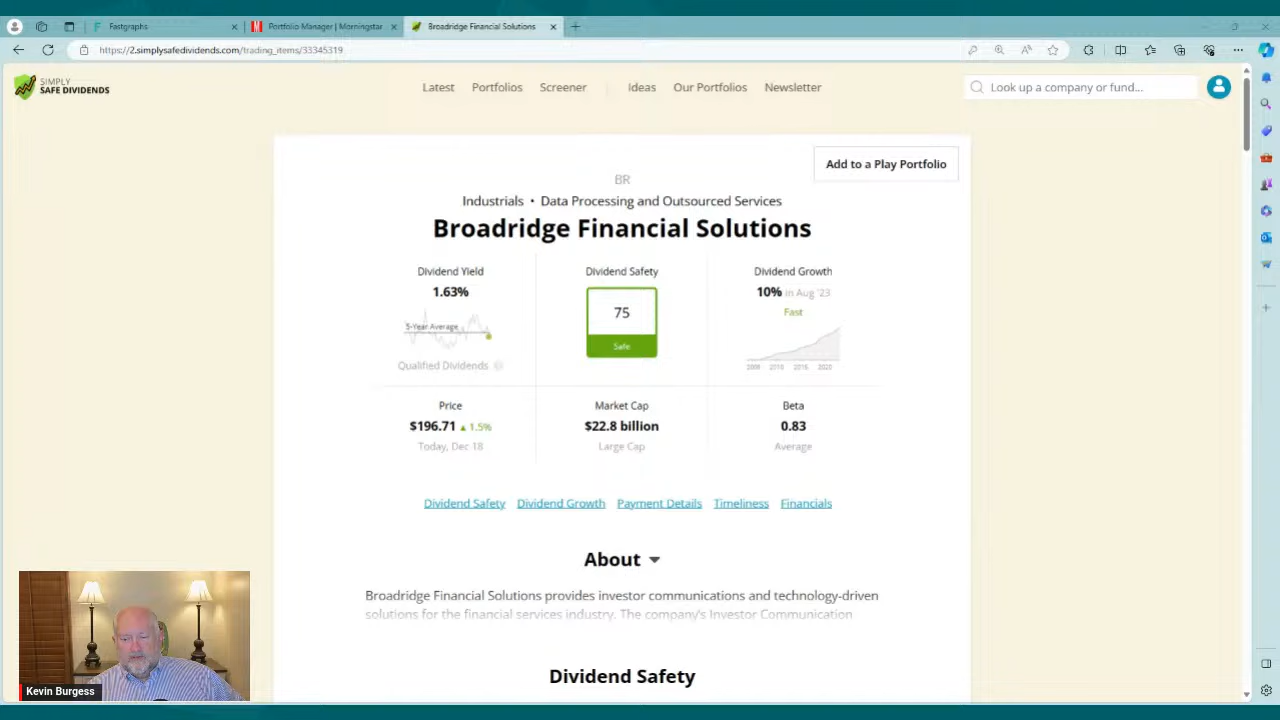 Fastgraphs
Portfolio Manager | Morningstar
Broadridge Financial Solutions
https://2.simplysafedividends.com/trading_items/33345319
SIMPLY
SAFE DIVIDENDS
Latest
Portfolios
Screener
Ideas
Our Portfolios
Newsletter
Look up a company or fund...
Add to a Play Portfolio
BR
Industrials • Data Processing and Outsourced Services
Broadridge Financial Solutions
Dividend Yield
1.63%
5-Year Average
Qualified Dividends
Dividend Safety
75
Safe
Dividend Growth
10% in Aug '23
Fast
2008 2010 2015 2020
Price
$196.71 ▲ 1.5%
Today, Dec 18
Market Cap
$22.8 billion
Large Cap
Beta
0.83
Average
Dividend Safety
Dividend Growth
Payment Details
Timeliness
Financials
About
Broadridge Financial Solutions provides investor communications and technology-driven
solutions for the financial services industry. The company's Investor Communication
Dividend Safety
Kevin Burgess